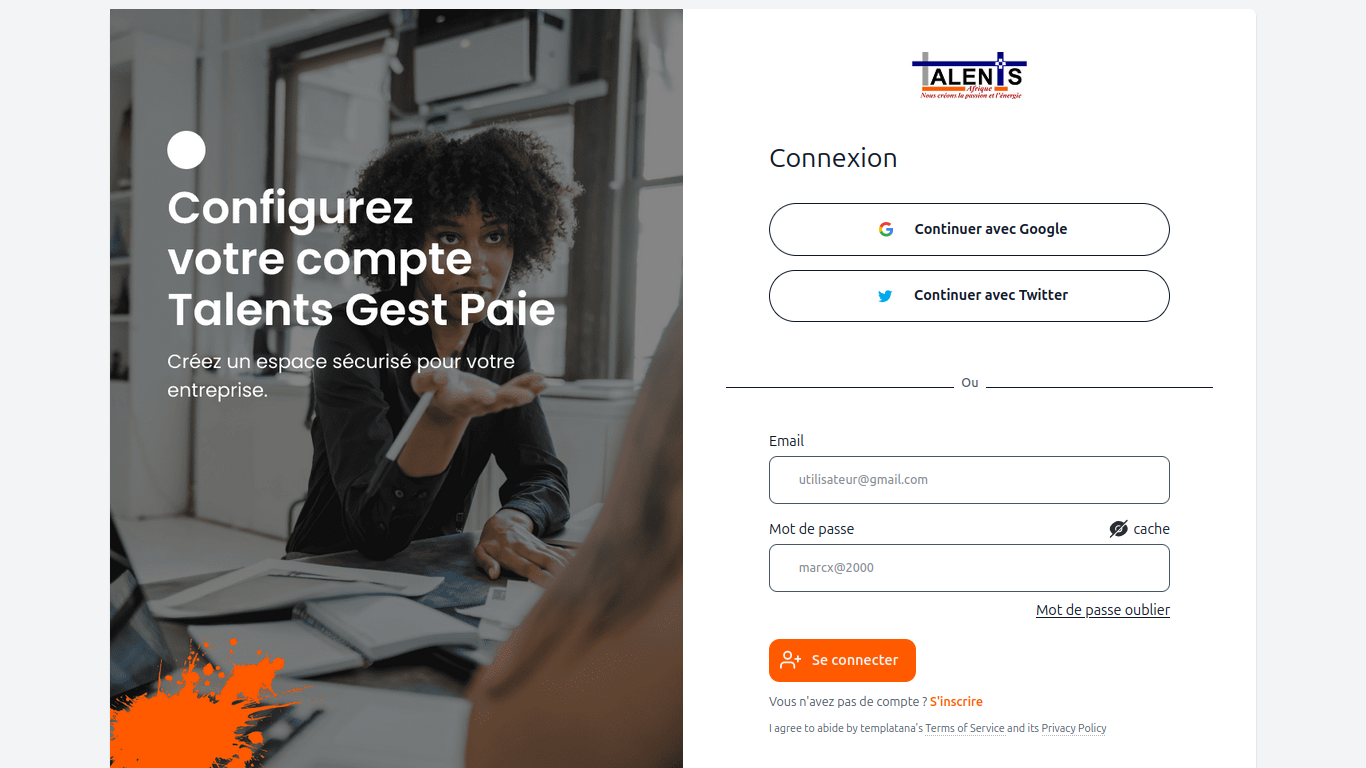 Configurez
votre compte
Talents Gest Paie
Créez un espace sécurisé pour votre
entreprise.
TALENTS
Afrique
Nous créons la passion et l'énergie
Connexion
Continuer avec Google
Continuer avec Twitter
Ou
Email
utilisateur@gmail.com
Mot de passe cache
marcx@2000
Mot de passe oublier
Se connecter
Vous n'avez pas de compte ? S'inscrire
I agree to abide by templatana's Terms of Service and its Privacy Policy